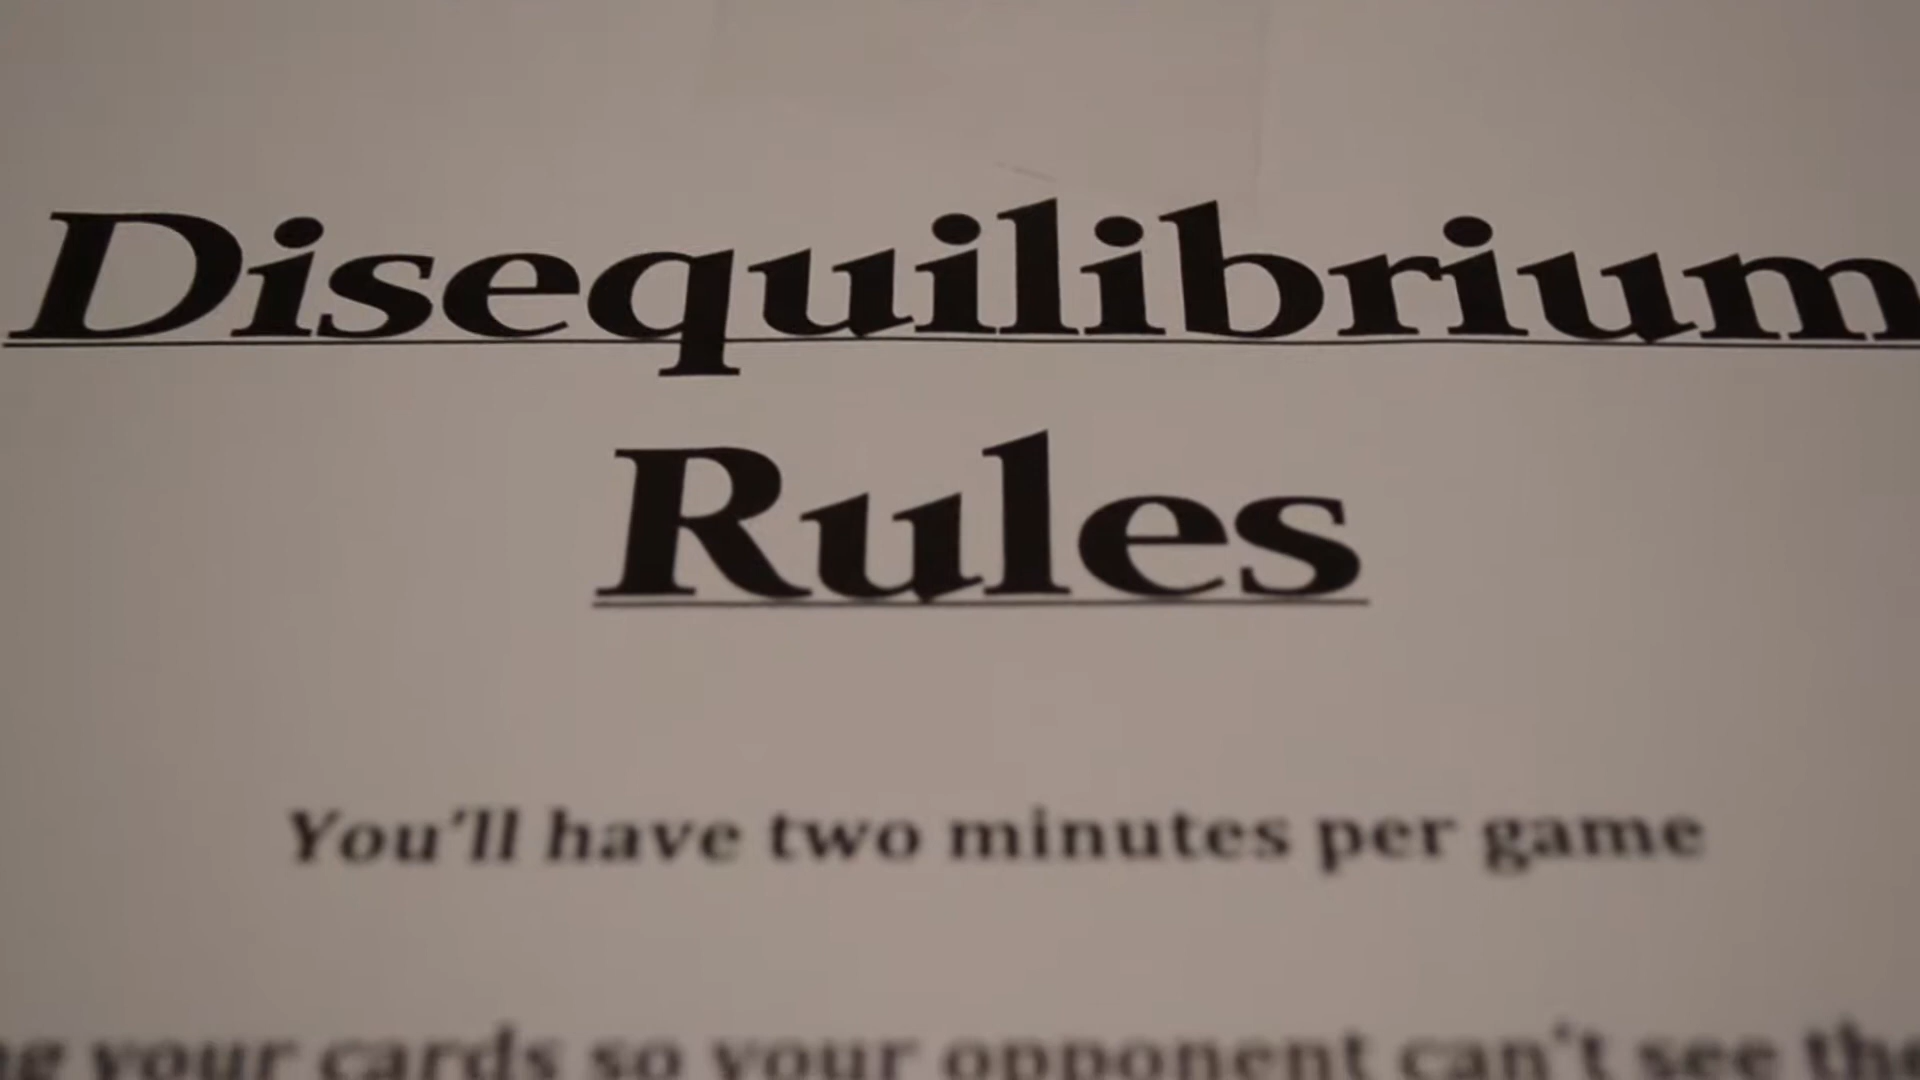 Disequilibrium
Rules
You'll have two minutes per game
your cards so your opponent can't see